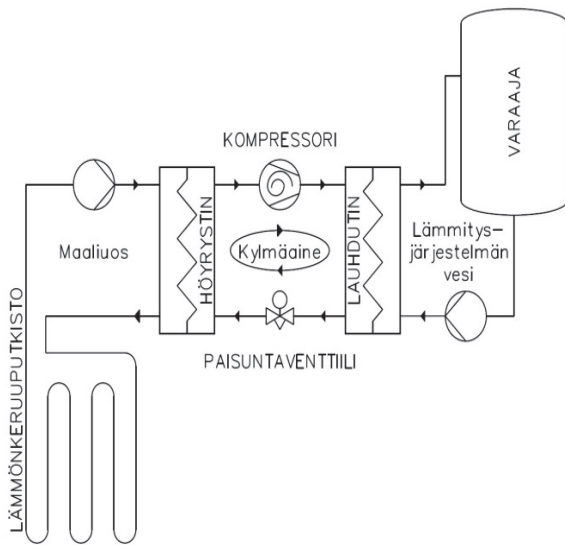 VARAAJA
KOMPRESSORI
HÖYRYSTIN
LAUHDUTIN
Maaliuos
Kylmäaine
Lämmitys-
järjestelmän
vesi
PAISUNTAVENTTIILI
LÄMMÖNKERUUPUTKISTO